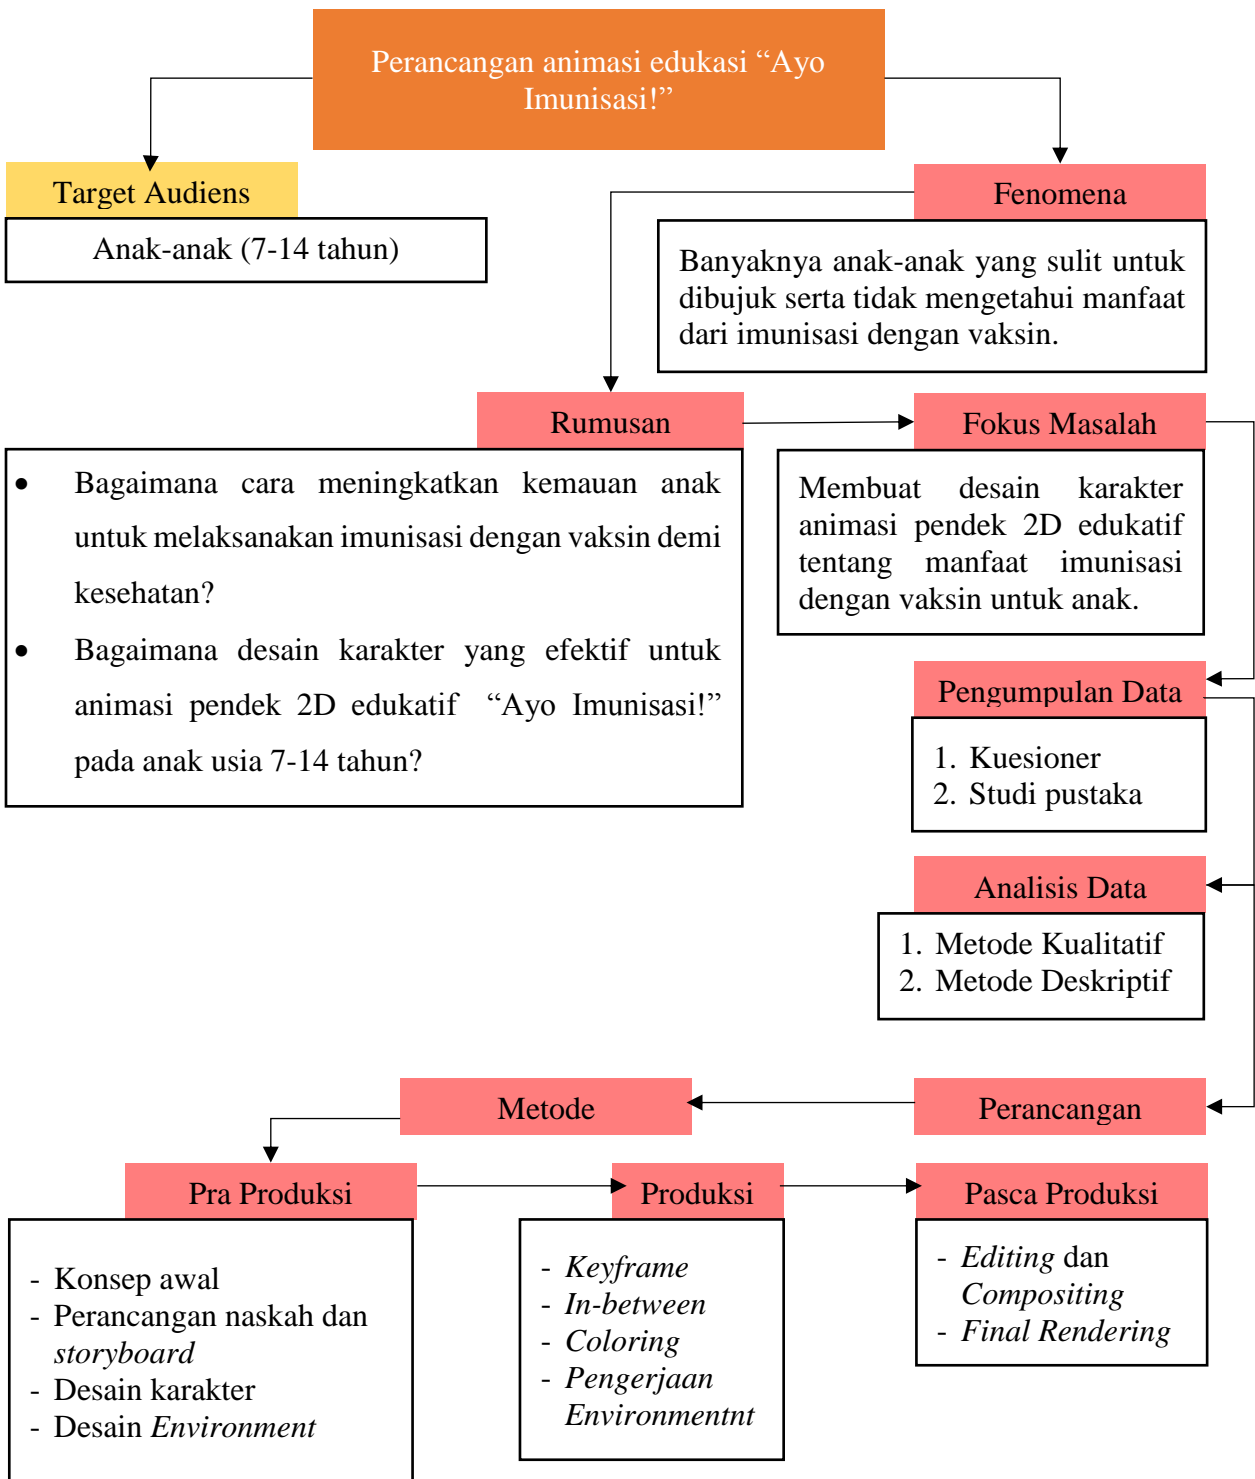 Perancangan animasi edukasi “Ayo
Imunisasi!”
Target Audiens
Anak-anak (7-14 tahun)
Fenomena
Banyaknya anak-anak yang sulit untuk
dibujuk serta tidak mengetahui manfaat
dari imunisasi dengan vaksin.
Rumusan
• Bagaimana cara meningkatkan kemauan anak
untuk melaksanakan imunisasi dengan vaksin demi
kesehatan?
• Bagaimana desain karakter yang efektif untuk
animasi pendek 2D edukatif “Ayo Imunisasi!”
pada anak usia 7-14 tahun?
Fokus Masalah
Membuat desain karakter
animasi pendek 2D edukatif
tentang manfaat imunisasi
dengan vaksin untuk anak.
Pengumpulan Data
1. Kuesioner
2. Studi pustaka
Analisis Data
1. Metode Kualitatif
2. Metode Deskriptif
Perancangan
Metode
Pra Produksi
- Konsep awal
- Perancangan naskah dan
storyboard
- Desain karakter
- Desain Environment
Produksi
- Keyframe
- In-between
- Coloring
- Pengerjaan
Environmentnt
Pasca Produksi
- Editing dan
Compositing
- Final Rendering